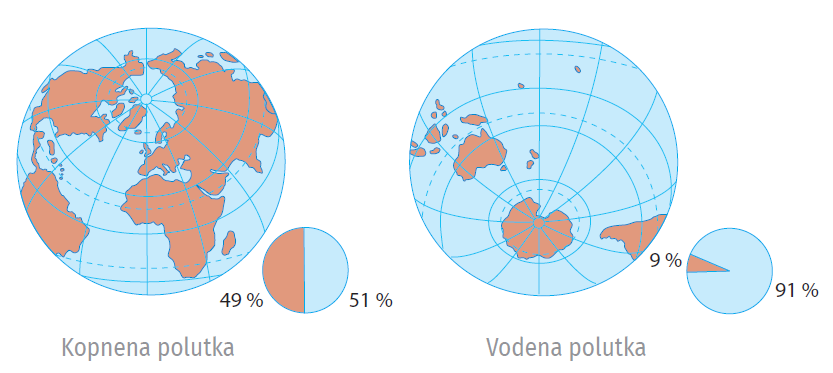 49 %
51 %
Kopnena polutka
9 %
91 %
Vodena polutka